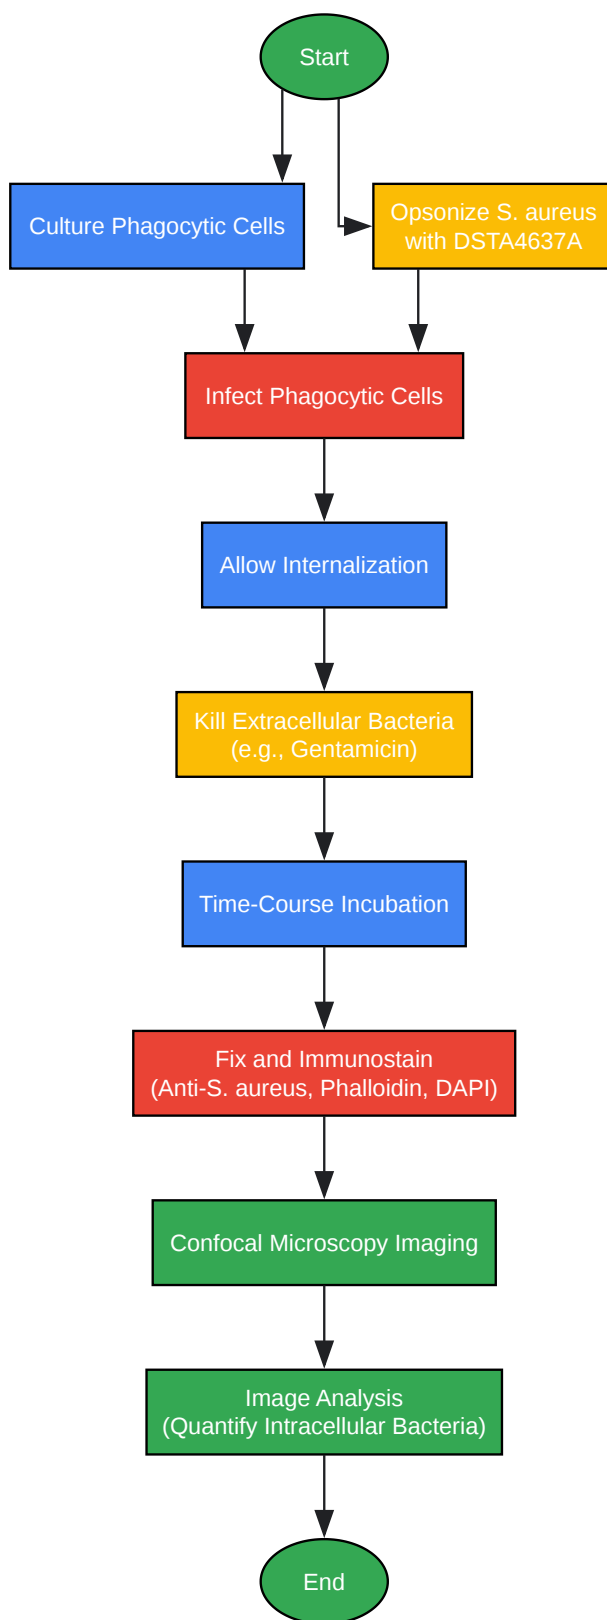 Start
Culture Phagocytic Cells
Opsonize S. aureus
with DSTA4637A
Infect Phagocytic Cells
Allow Internalization
Kill Extracellular Bacteria
(e.g., Gentamicin)
Time-Course Incubation
Fix and Immunostain
(Anti-S. aureus, Phalloidin, DAPI)
Confocal Microscopy Imaging
Image Analysis
(Quantify Intracellular Bacteria)
End